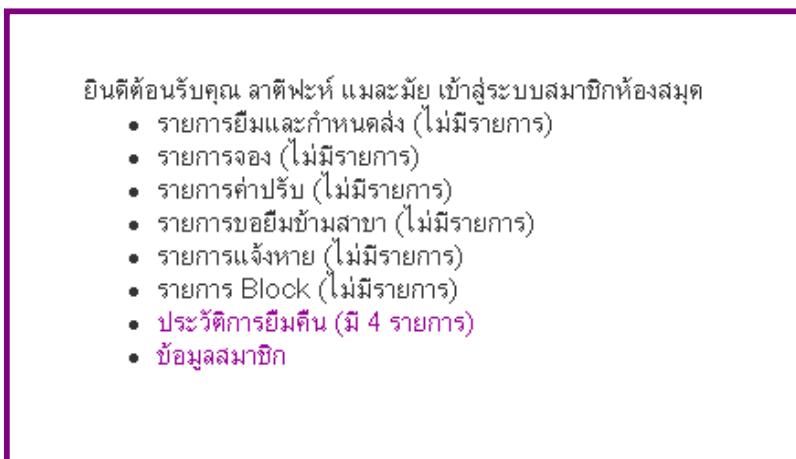 ยินดีต้อนรับคุณ ลาตีฟะห์ แมละมัย เข้าสู่ระบบสมาชิกห้องสมุด
• รายการยืมและกำหนดส่ง (ไม่มีรายการ)
• รายการจอง (ไม่มีรายการ)
• รายการค่าปรับ (ไม่มีรายการ)
• รายการขอยืมข้ามสาขา (ไม่มีรายการ)
• รายการแจ้งหาย (ไม่มีรายการ)
• รายการ Block (ไม่มีรายการ)
• ประวัติการยืมคืน (มี 4 รายการ)
• ข้อมูลสมาชิก